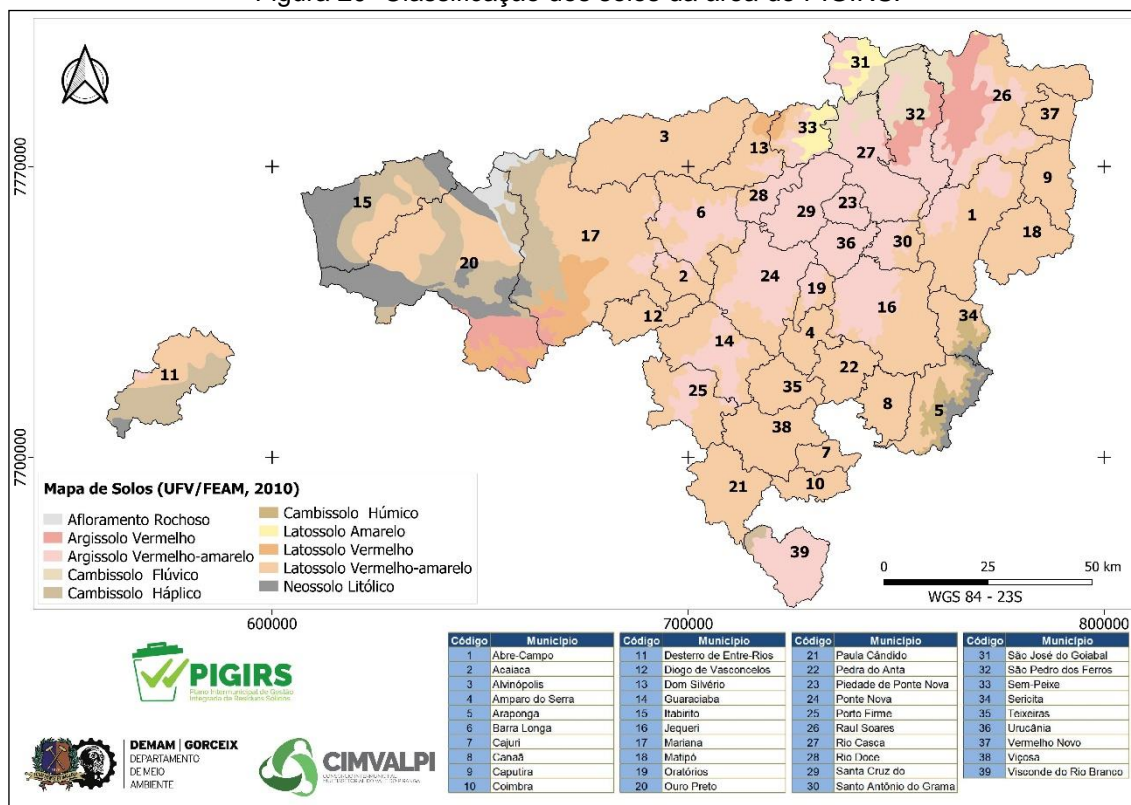 Figura 20- Classificação dos solos da área do PIGIRS.
31
26
32
33
37
3
13
27
7770000
28
9
15
29
23
6
1
17
36
30
18
20
24
2
19
16
12
34
4
14
22
11
35
25
8
5
38
7700000
7
21
10
39
Mapa de Solos (UFV/FEAM, 2010)
Afloramento Rochoso
Argissolo Vermelho
Argissolo Vermelho-amarelo
Cambissolo Flúvico
Cambissolo Háplico
Cambissolo Húmico
Latossolo Amarelo
Latossolo Vermelho
Latossolo Vermelho-amarelo
Neossolo Litólico
0 25 50 km
WGS 84 - 23S
600000 700000 800000
PIGIRS
Plano Intermunicipal de Gestão
Integrada de Resíduos Sólidos
DEMAM | GORCEIX
DEPARTAMENTO
DE MEIO
AMBIENTE
CIMVALPI
Código Município
1 Abre-Campo
2 Acaiaca
3 Alvinópolis
4 Amparo do Serra
5 Araponga
6 Barra Longa
7 Cajuri
8 Canaã
9 Caputira
10 Coimbra
Código Município
11 Desterro de Entre-Rios
12 Diogo de Vasconcelos
13 Dom Silvério
14 Guaraciaba
15 Itabirito
16 Jequeri
17 Mariana
18 Matipó
19 Oratórios
20 Ouro Preto
Código Município
21 Paula Cândido
22 Pedra do Anta
23 Piedade de Ponte Nova
24 Ponte Nova
25 Porto Firme
26 Raul Soares
27 Rio Casca
28 Rio Doce
29 Santa Cruz do
30 Santo Antônio do Grama
Código Município
31 São José do Goiabal
32 São Pedro dos Ferros
33 Sem-Peixe
34 Sericita
35 Teixeiras
36 Urucânia
37 Vermelho Novo
38 Viçosa
39 Visconde do Rio Branco